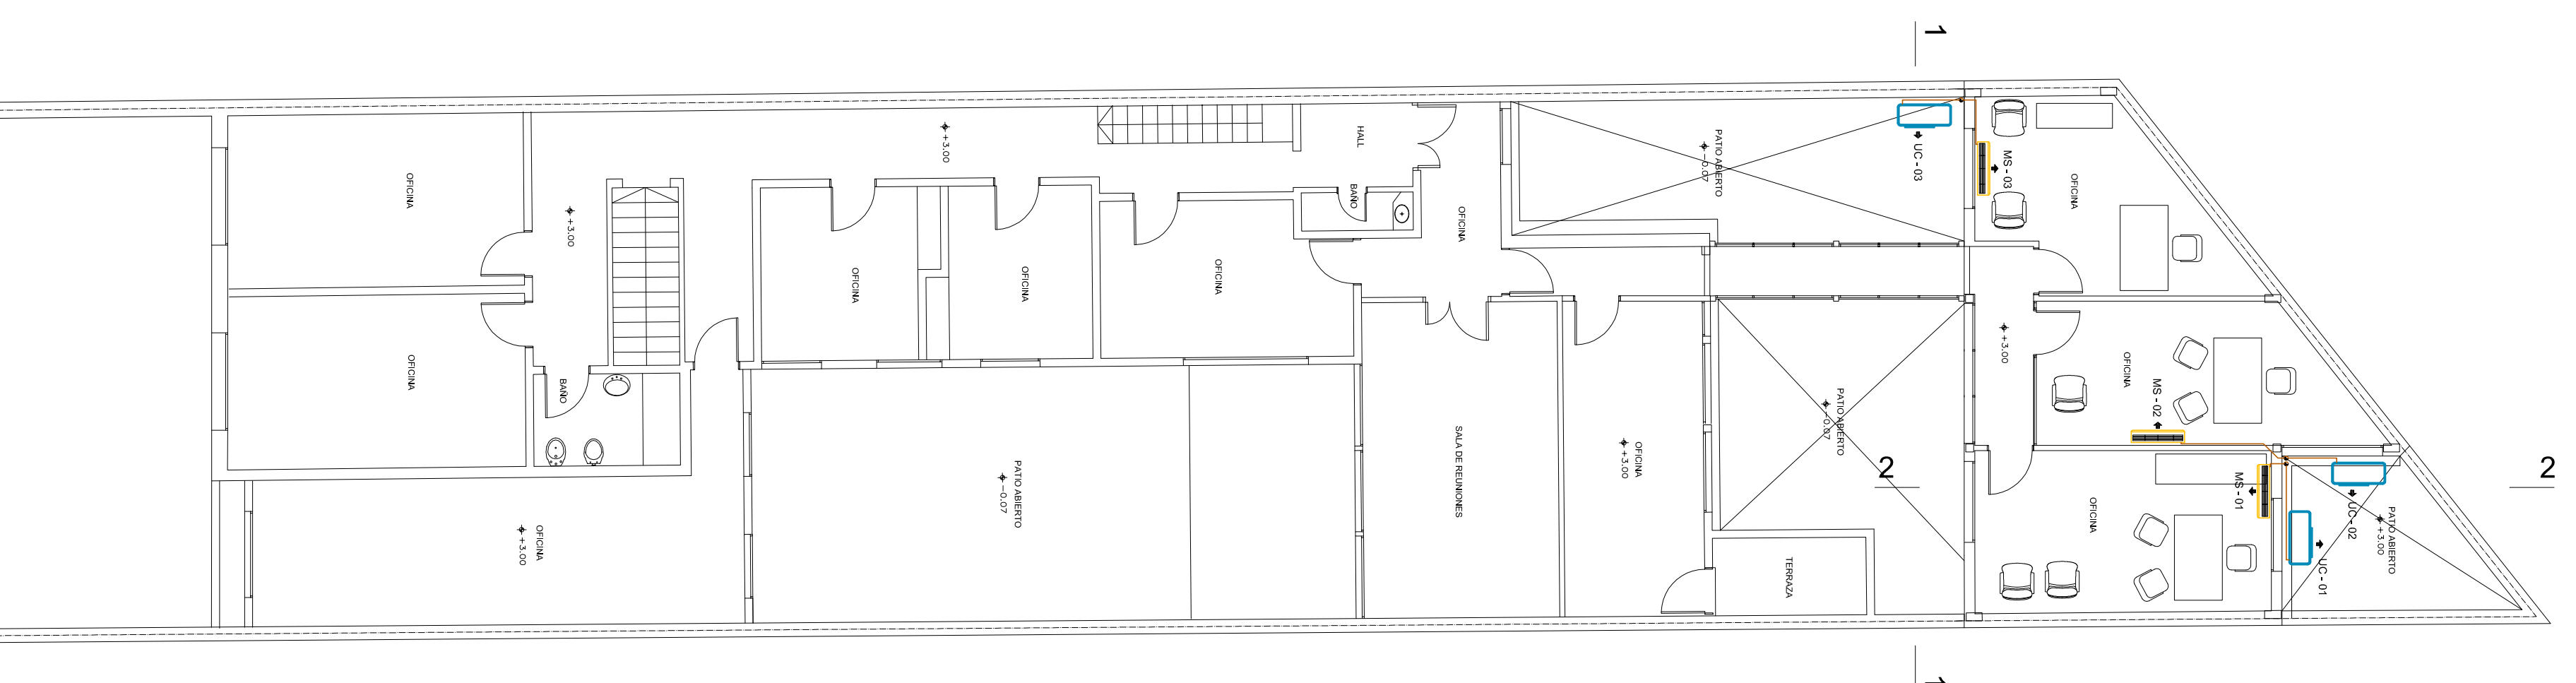 1
OFICINA
+3.00
+3.00
HALL
BAÑO
OFICINA
PATIO ABIERTO
-0.07
UC - 03
MS - 03
OFICINA
OFICINA
OFICINA
OFICINA
OFICINA
BAÑO
+3.00
OFICINA
MS - 02
PATIO ABIERTO
-0.07
SALA DE REUNIONES
OFICINA
+3.00
2
2
PATIO ABIERTO
-0.07
OFICINA
+3.00
TERRAZA
OFICINA
MS - 01
UC - 02
UC - 01
PATIO ABIERTO
+3.00
1